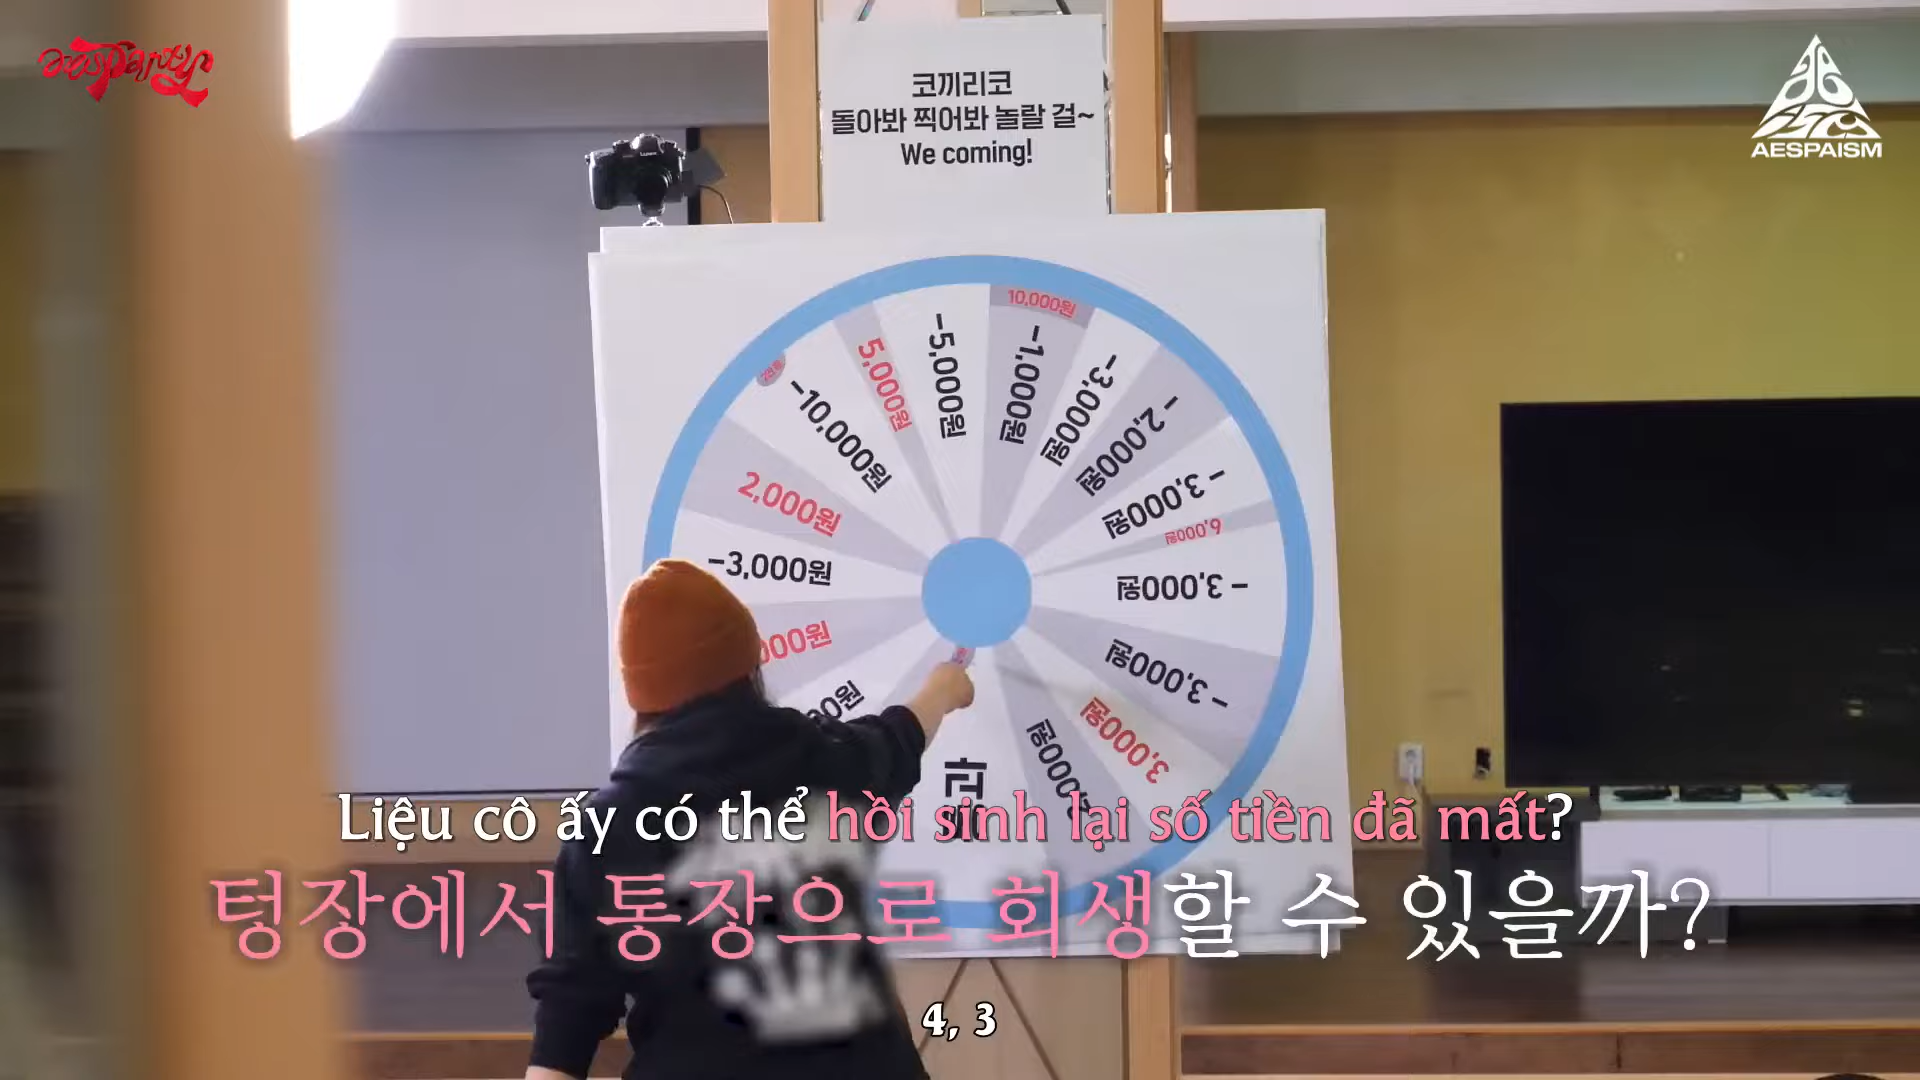 aespararty
AESPAISM
코끼리코
돌아봐 찍어봐 놀랄 걸~
We coming!
10,000원
-1,000원
-3,000원
-2,000원
-3,000원
6,000원
-3,000원
-3,000원
3,000원
-5,000원
5,000원
-10,000원
2,000원
-3,000원
Liệu cô ấy có thể hồi sinh lại số tiền đã mất?
텅장에서 통장으로 회생할 수 있을까?
4, 3